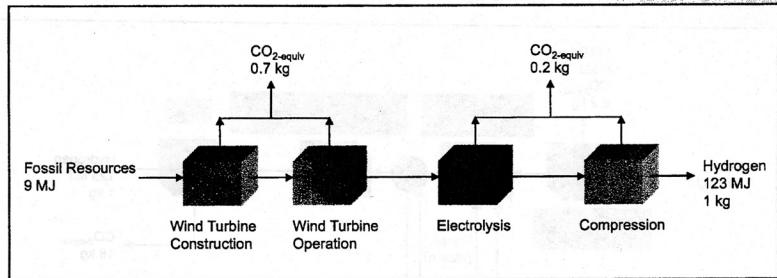 CO2-equiv
0.7 kg
CO2-equiv
0.2 kg
Fossil Resources
9 MJ
Hydrogen
123 MJ
1 kg
Wind Turbine
Construction
Wind Turbine
Operation
Electrolysis
Compression